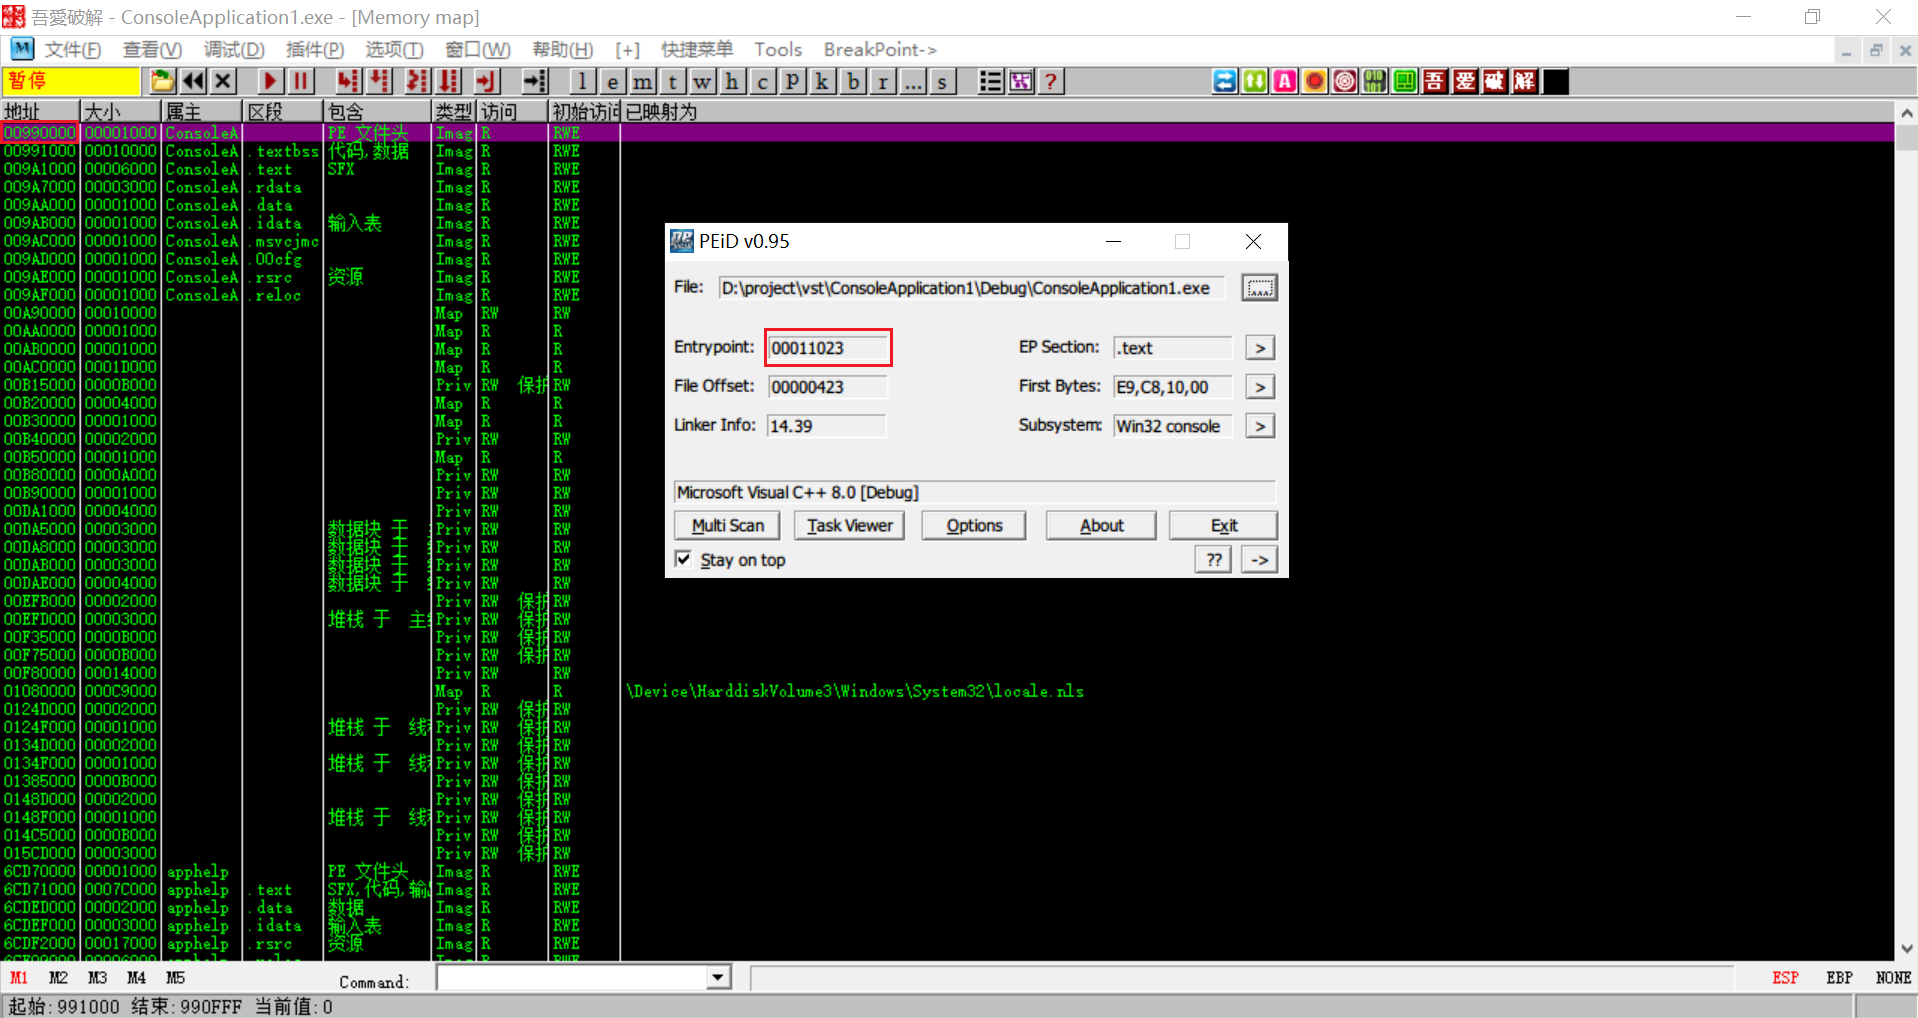 吾愛破解 - ConsoleApplication1.exe - [Memory map]
M 文件(F) 查看(V) 调试(D) 插件(P) 选项(T) 窗口(W) 帮助(H) [+] 快捷菜单 Tools BreakPoint->
暂停 l e m t w h c P k b r ... s ? A 吾 爱 破 解
地址 大小 属主 区段 包含 类型 访问 初始访问 已映射为
00990000 00001000 ConsoleA PE 文件头 Imag R RWE
00991000 00010000 ConsoleA .textbss 代码,数据 Imag R RWE
009A1000 00006000 ConsoleA .text SFX Imag R RWE
009A7000 00003000 ConsoleA .rdata Imag R RWE
009AA000 00001000 ConsoleA .data Imag R RWE
009AB000 00001000 ConsoleA .idata 输入表 Imag R RWE
009AC000 00001000 ConsoleA .msvcjmc Imag R RWE
009AD000 00001000 ConsoleA .00cfg Imag R RWE
009AE000 00001000 ConsoleA .rsrc 资源 Imag R RWE
009AF000 00001000 ConsoleA .reloc Imag R RWE
00A90000 00010000 Map RW RW
00AA0000 00001000 Map R R
00AB0000 00001000 Map R R
00AC0000 0001D000 Map R R
00B15000 0000B000 Priv RW 保护 RW
00B20000 00004000 Map R R
00B30000 00001000 Map R R
00B40000 00002000 Priv RW RW
00B50000 00001000 Map R R
00B80000 0000A000 Priv RW RW
00B90000 00001000 Priv RW RW
00DA1000 00004000 Priv RW RW
00DA5000 00003000 数据块 于 Priv RW RW
00DA8000 00003000 数据块 于 Priv RW RW
00DAB000 00003000 数据块 于 Priv RW RW
00DAE000 00004000 数据块 于 Priv RW RW
00EFB000 00002000 Priv RW 保护 RW
00EFD000 00003000 堆栈 于 主 Priv RW 保护 RW
00F35000 0000B000 Priv RW 保护 RW
00F75000 0000B000 Priv RW 保护 RW
00F80000 00014000 Priv RW RW
01080000 000C9000 Map R R \Device\HarddiskVolume3\Windows\System32\locale.nls
0124D000 00002000 Priv RW 保护 RW
0124F000 00001000 堆栈 于 线 Priv RW 保护 RW
0134D000 00002000 Priv RW 保护 RW
0134F000 00001000 堆栈 于 线 Priv RW 保护 RW
01385000 0000B000 Priv RW 保护 RW
0148D000 00002000 Priv RW 保护 RW
0148F000 00001000 堆栈 于 线 Priv RW 保护 RW
014C5000 0000B000 Priv RW 保护 RW
015CD000 00003000 Priv RW 保护 RW
6CD70000 00001000 apphelp PE 文件头 Imag R RWE
6CD71000 0007C000 apphelp .text SFX,代码,输 Imag R RWE
6CDED000 00002000 apphelp .data 数据 Imag R RWE
6CDEF000 00003000 apphelp .idata 输入表 Imag R RWE
6CDF2000 00017000 apphelp .rsrc 资源 Imag R RWE
PEiD v0.95
File: D:\project\vst\ConsoleApplication1\Debug\ConsoleApplication1.exe ...
Entrypoint: 00011023 EP Section: .text >
File Offset: 00000423 First Bytes: E9,C8,10,00 >
Linker Info: 14.39 Subsystem: Win32 console >
Microsoft Visual C++ 8.0 [Debug]
Multi Scan Task Viewer Options About Exit
Stay on top ?? ->
M1 M2 M3 M4 M5 Command: ESP EBP NONE
起始:991000 结束:990FFF 当前值:0